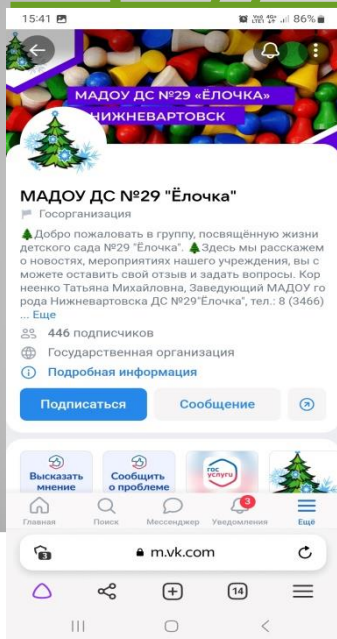 15:41
86%
МАДОУ ДС №29 «ЁЛОЧКА»
НИЖНЕВАРТОВСК
МАДОУ ДС №29 "Ёлочка"
Госорганизация
🌲Добро пожаловать в группу, посвящённую жизни
детского сада №29 "Ёлочка". 🌲Здесь мы расскажем
о новостях, мероприятиях нашего учреждения, вы с
можете оставить свой отзыв и задать вопросы. Кор
неенко Татьяна Михайловна, Заведующий МАДОУ го
рода Нижневартовска ДС №29"Ёлочка", тел.: 8 (3466)
... Еще
446 подписчиков
Государственная организация
Подробная информация
Подписаться
Сообщение
Высказать
мнение
Сообщить
о проблеме
гос
услуги
3
Главная
Поиск
Мессенджер
Уведомления
Ещё
3
m.vk.com
14